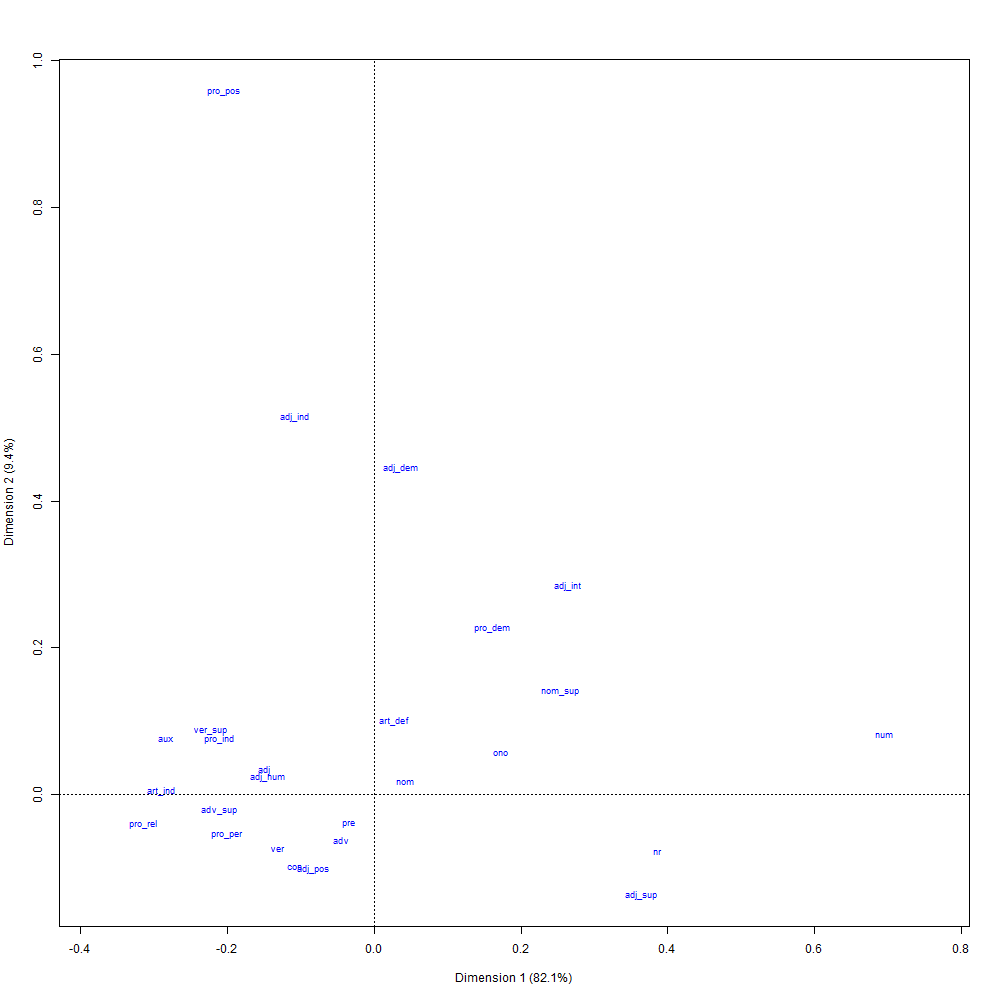 1.0
pro_pos
0.8
0.6
adj_ind
adj_dem
0.4
adj_int
pro_dem
0.2
nom_sup
art_def
ver_sup
num
aux
pro_ind
ono
adj
adj_num
nom
art_ind
0.0
adv_sup
pre
pro_rel
pro_per
adv
ver
nr
con
adj_pos
adj_sup
Dimension 2 (9.4%)
-0.4
-0.2
0.0
0.2
0.4
0.6
0.8
Dimension 1 (82.1%)